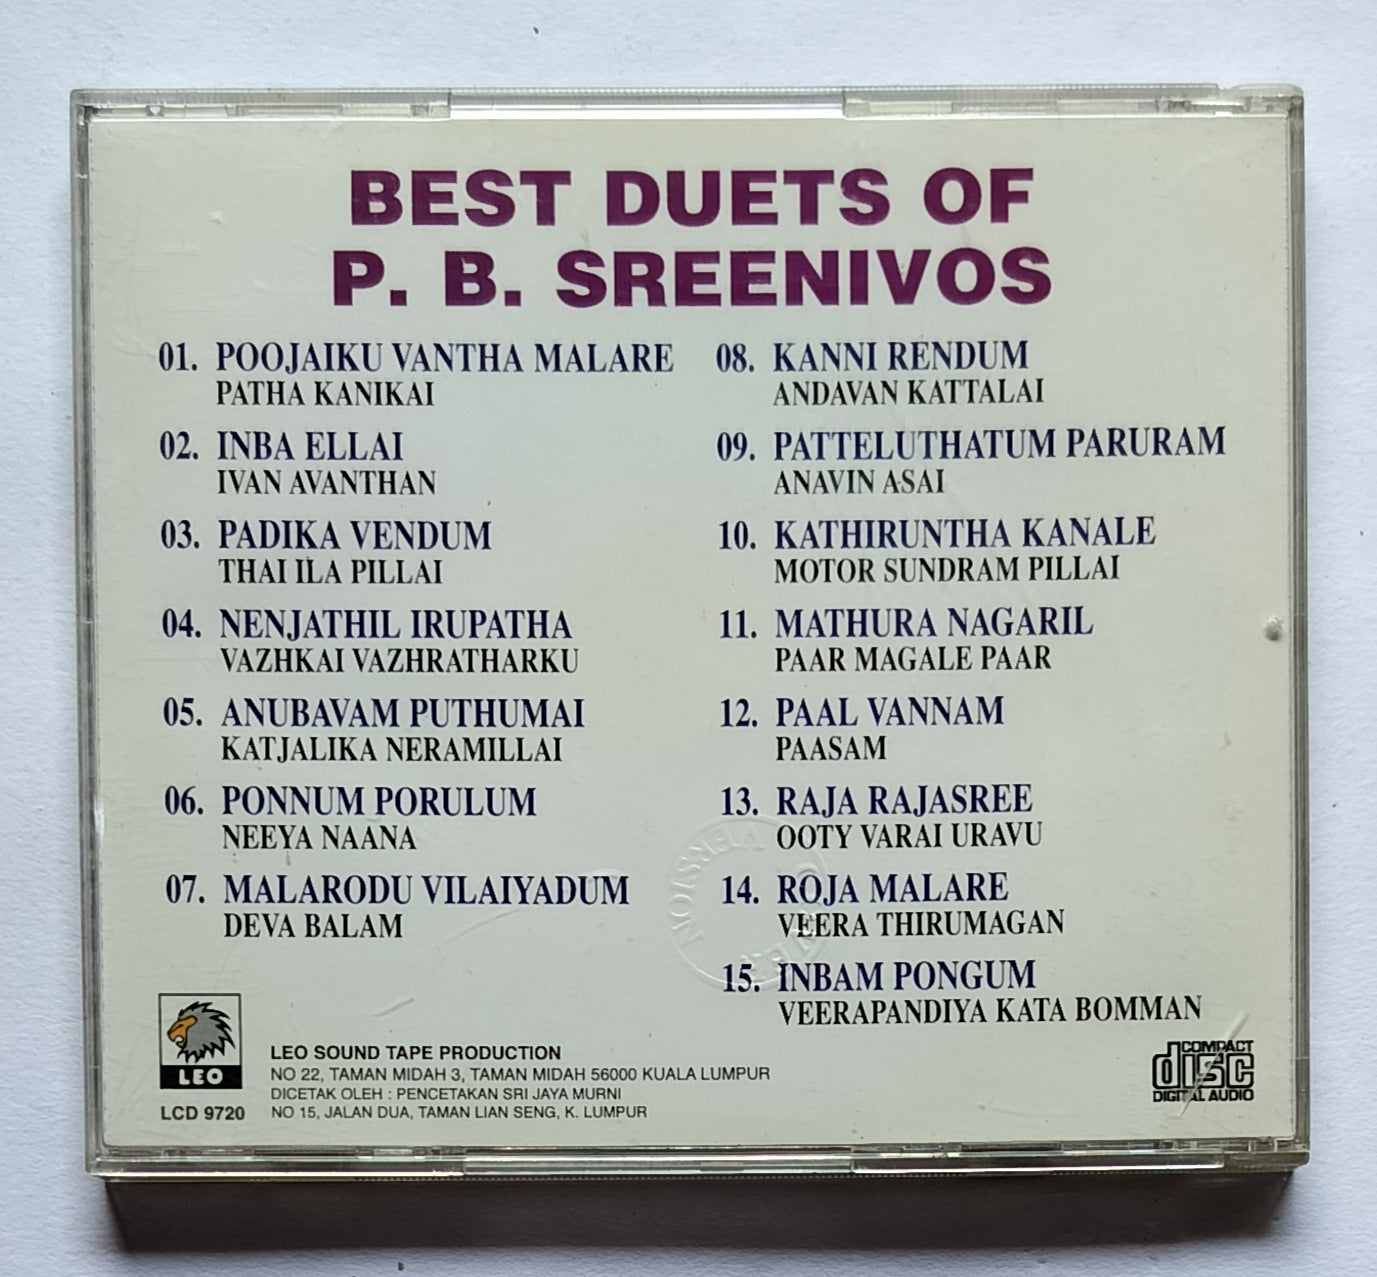 BEST DUETS OF
P. B. SREENIVOS
01. POOJAIKU VANTHA MALARE
PATHA KANIKAI
02. INBA ELLAI
IVAN AVANTHAN
03. PADIKA VENDUM
THAI ILA PILLAI
04. NENJATHIL IRUPATHA
VAZHKAI VAZHRATHARKU
05. ANUBAVAM PUTHUMAI
KATJALIKA NERAMILLAI
06. PONNUM PORULUM
NEEYA NAANA
07. MALARODU VILAIYADUM
DEVA BALAM
08. KANNI RENDUM
ANDAVAN KATTALAI
09. PATTELUTHATUM PARURAM
ANAVIN ASAI
10. KATHIRUNTHA KANALE
MOTOR SUNDRAM PILLAI
11. MATHURA NAGARIL
PAAR MAGALE PAAR
12. PAAL VANNAM
PAASAM
13. RAJA RAJASREE
OOTY VARAI URAVU
14. ROJA MALARE
VEERA THIRUMAGAN
15. INBAM PONGUM
VEERAPANDIYA KATA BOMMAN
LEO
LCD 9720
LEO SOUND TAPE PRODUCTION
NO 22, TAMAN MIDAH 3, TAMAN MIDAH 56000 KUALA LUMPUR
DICETAK OLEH : PENCETAKAN SRI JAYA MURNI
NO 15, JALAN DUA, TAMAN LIAN SENG, K. LUMPUR
COMPACT
disc
DIGITAL AUDIO
VERSION